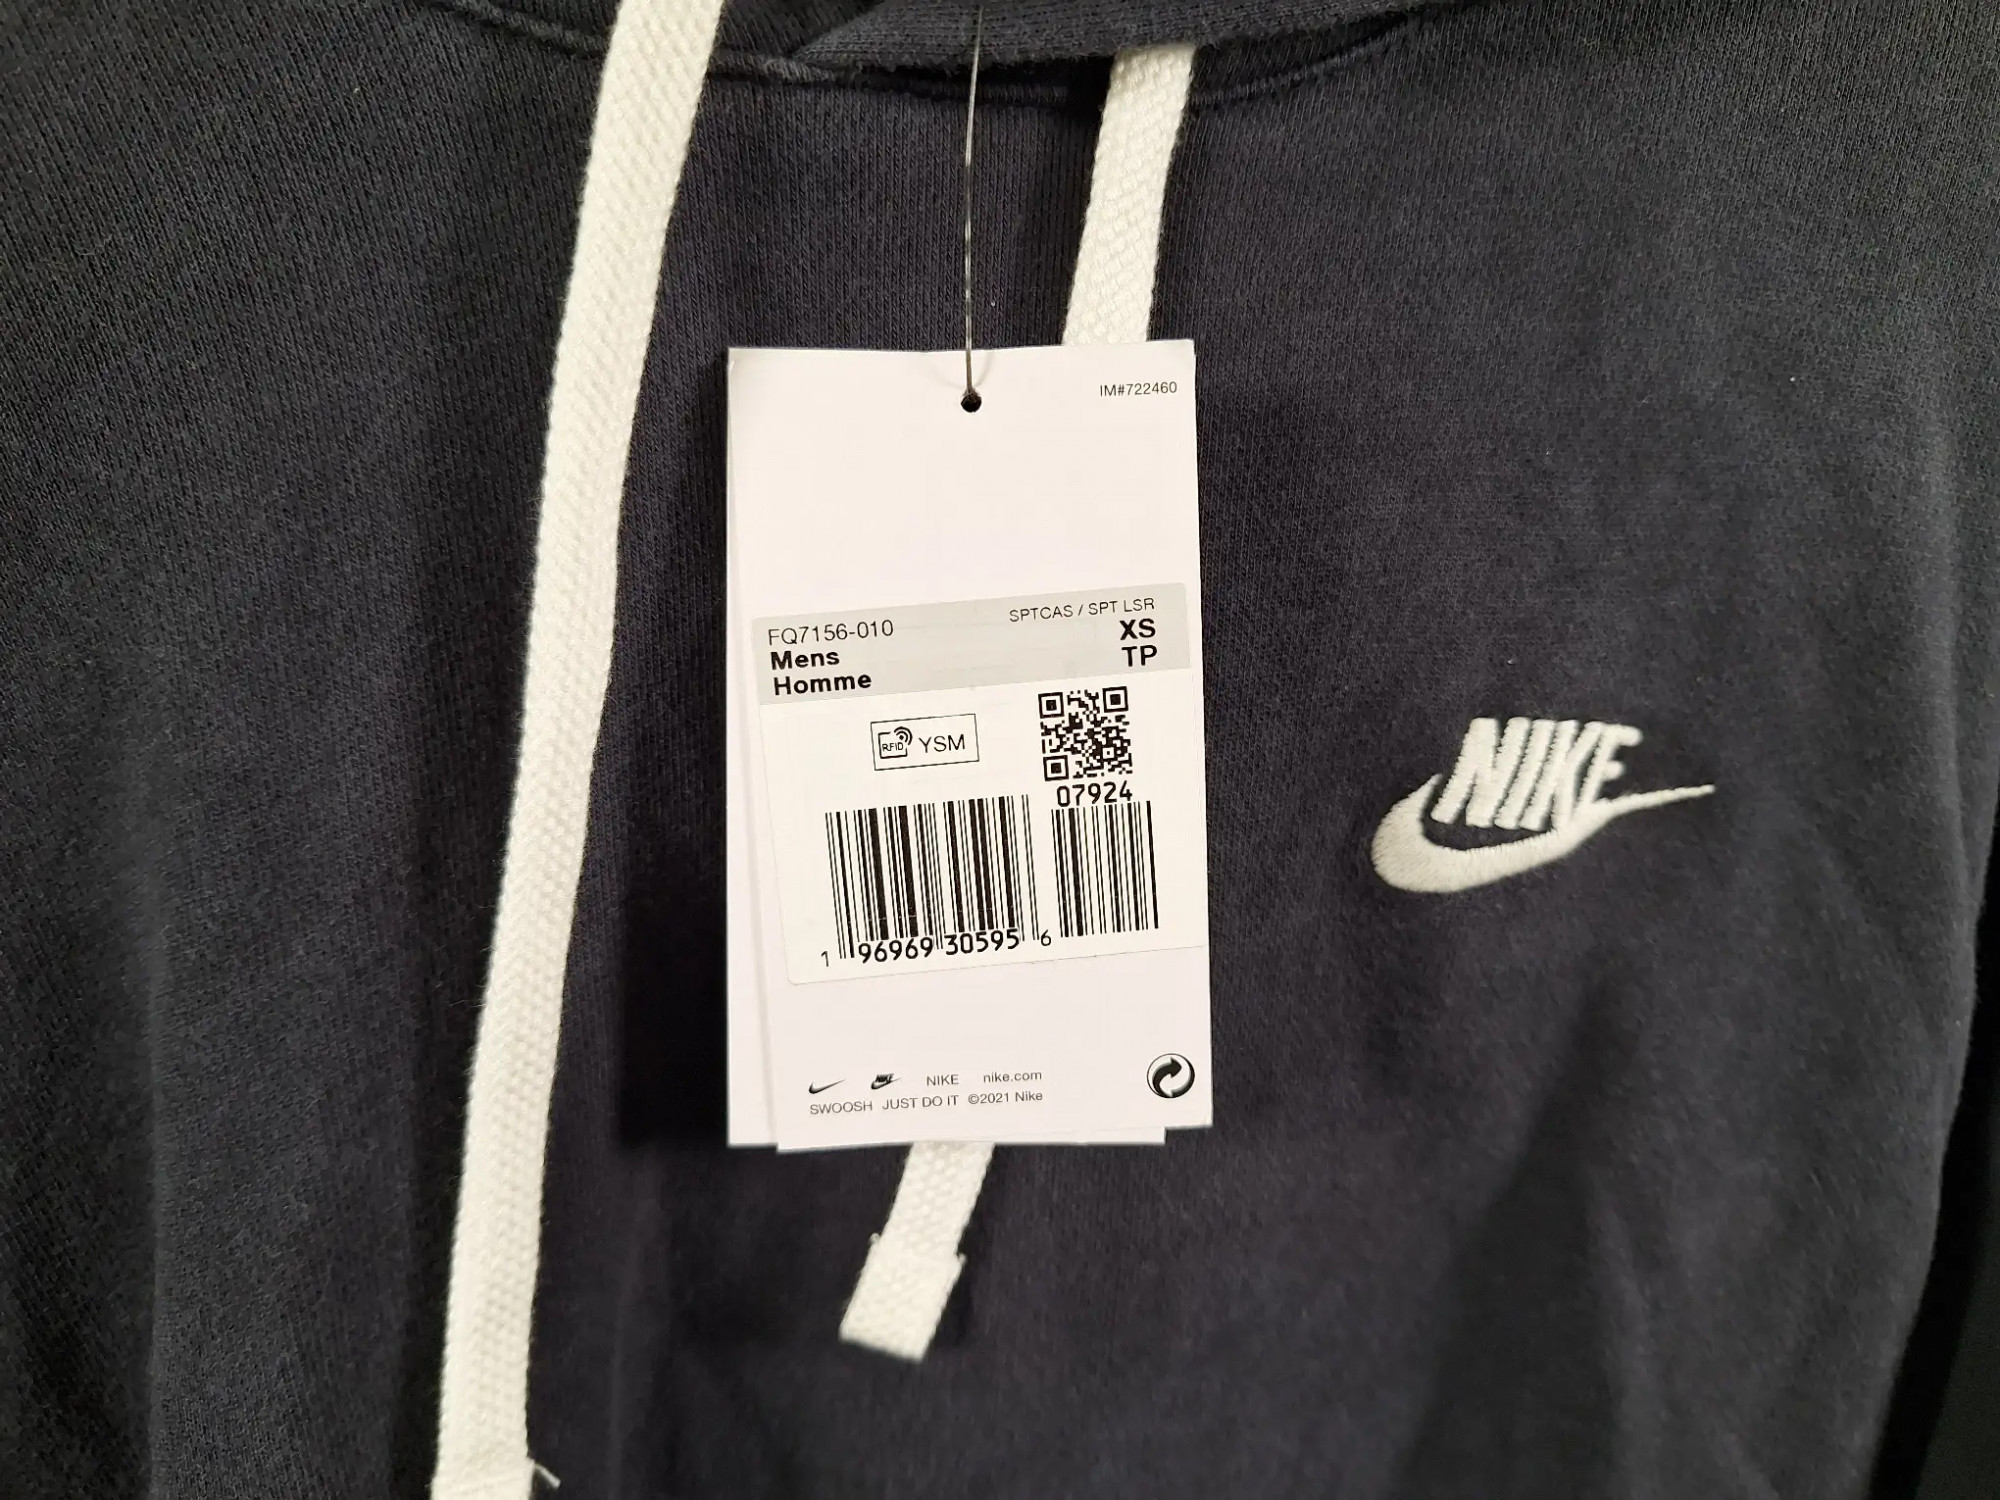 IM#722460
SPTCAS / SPT LSR
FQ7156-010
XS
Mens
TP
Homme
RFID YSM
07924
1 96969 30595 6
NIKE
NIKE nike.com
SWOOSH JUST DO IT ©2021 Nike